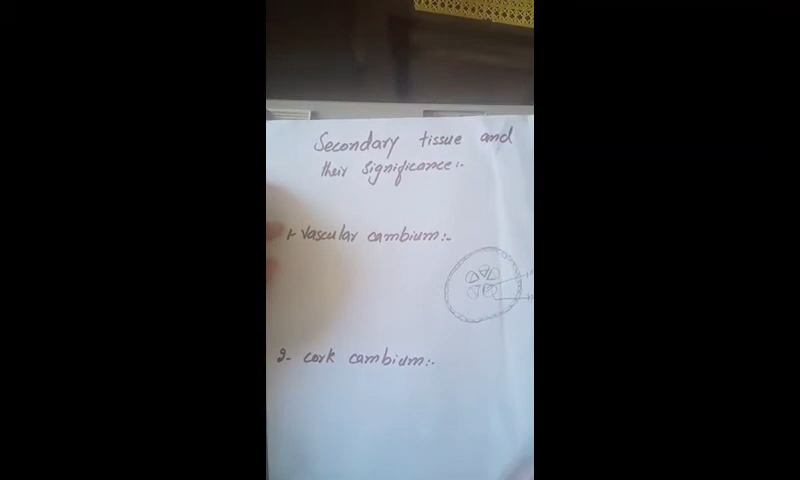 Secondary tissue and
their significance:-
1- Vascular cambium:-
2- cork cambium:-